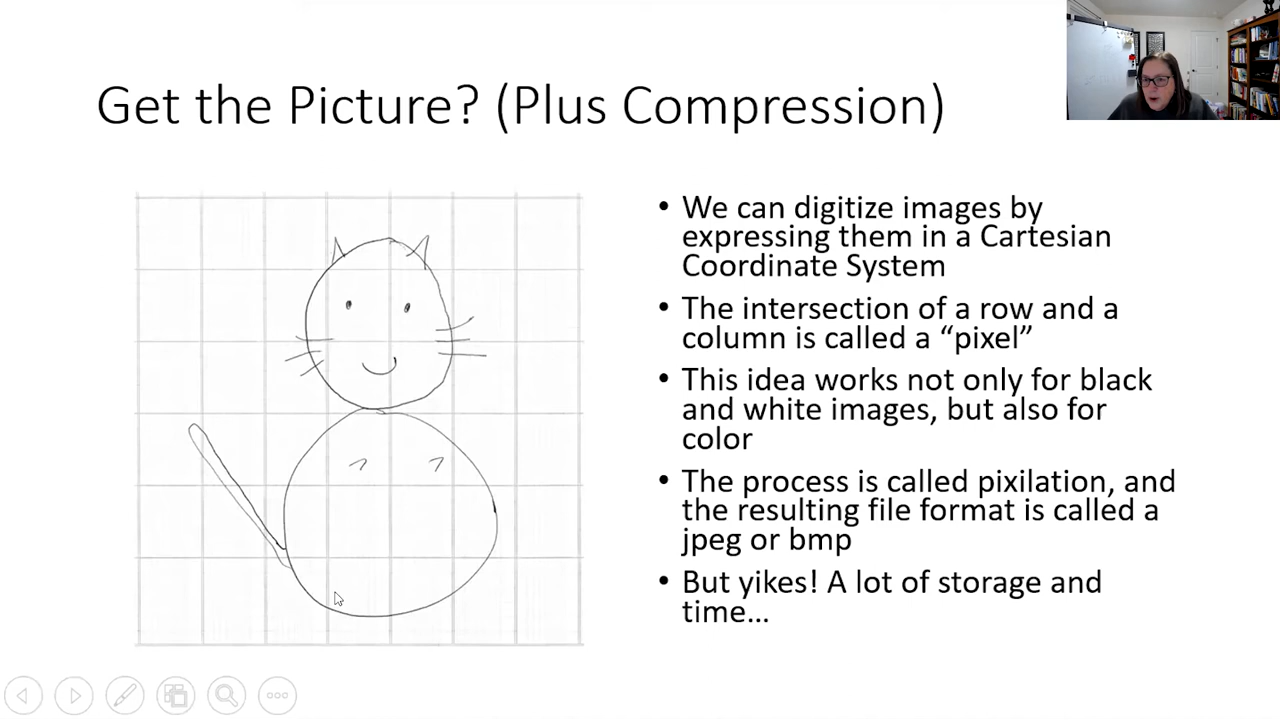 Get the Picture? (Plus Compression)
• We can digitize images by
expressing them in a Cartesian
Coordinate System
• The intersection of a row and a
column is called a “pixel”
• This idea works not only for black
and white images, but also for
color
• The process is called pixilation, and
the resulting file format is called a
jpeg or bmp
• But yikes! A lot of storage and
time...